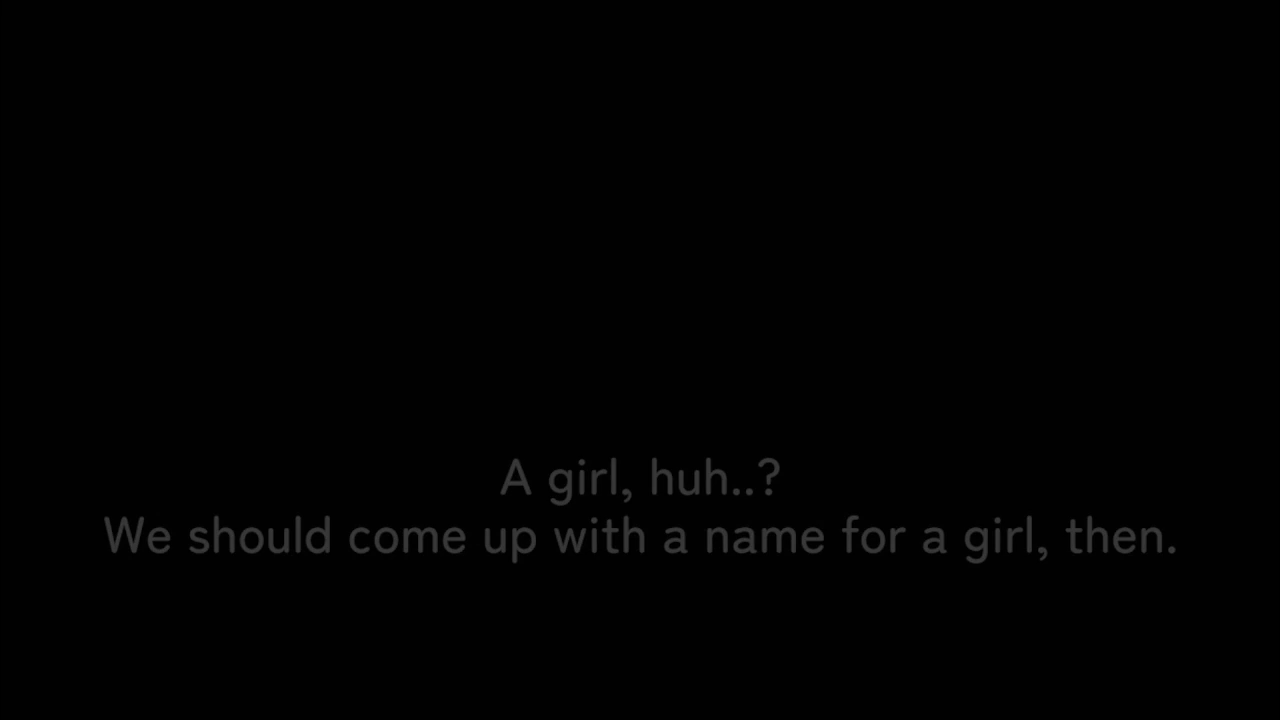 A girl, huh..?
We should come up with a name for a girl, then.